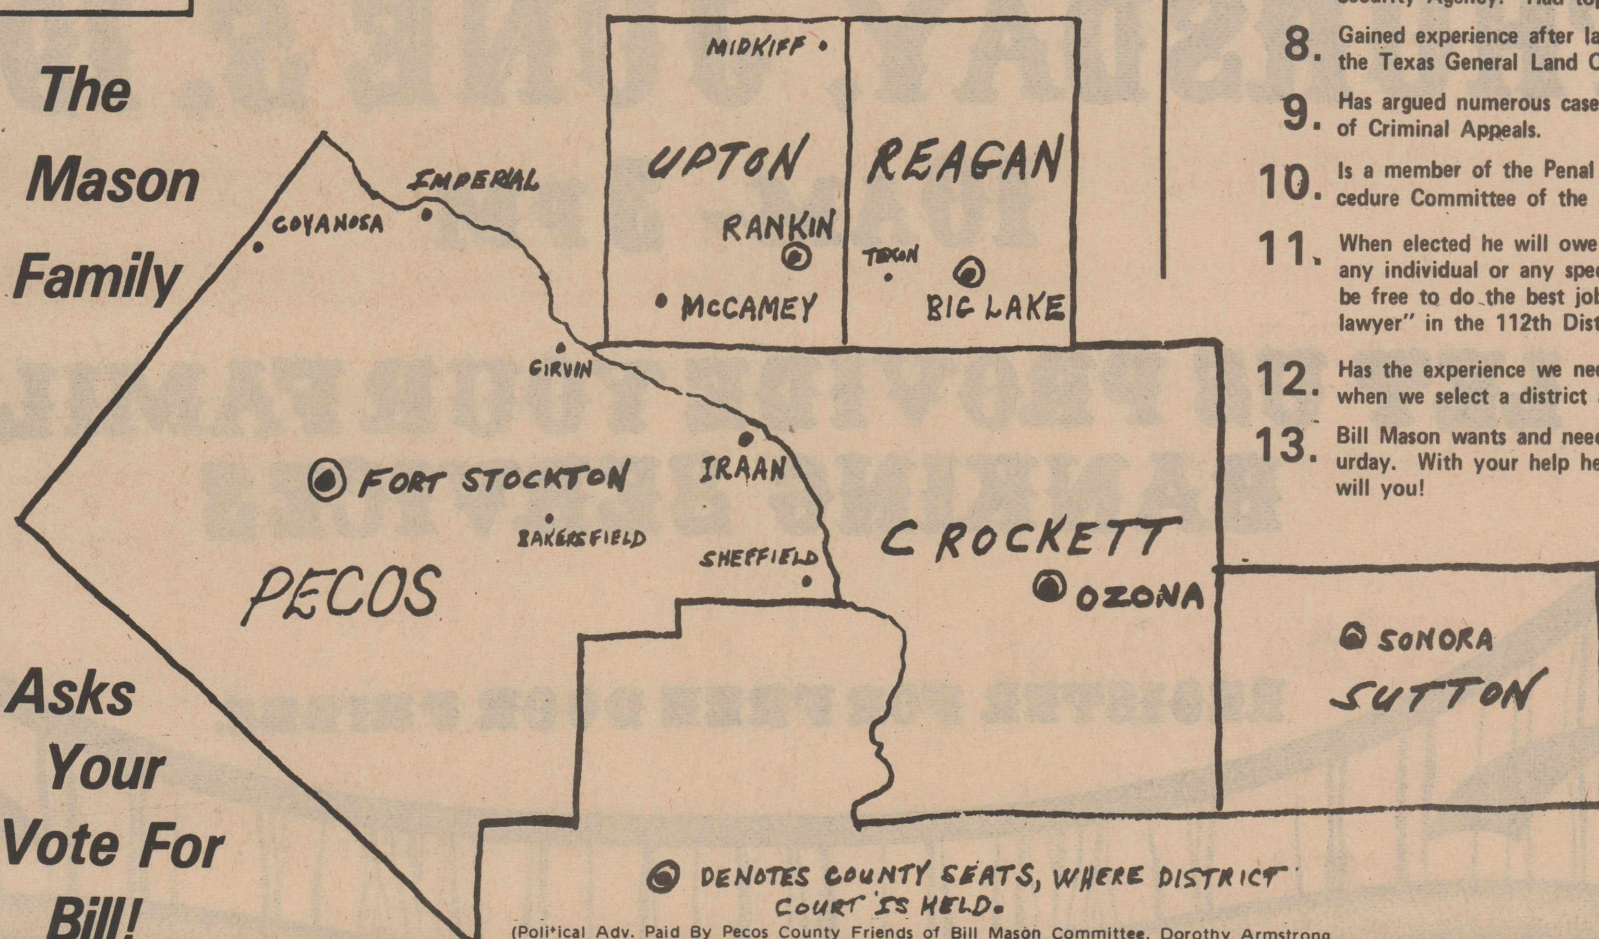 The
Mason
Family
Asks
Your
Vote For
Bill!
MIDKIFF
UPTON
RANKIN
McCAMEY
REAGAN
TEXON
BIG LAKE
IMPERIAL
COYANOSA
GIRVIN
IRAAN
FORT STOCKTON
BAKERSFIELD
SHEFFIELD
PECOS
CROCKETT
OZONA
SONORA
SUTTON
DENOTES COUNTY SEATS, WHERE DISTRICT
COURT IS HELD.
(Political Adv. Paid By Pecos County Friends of Bill Mason Committee, Dorothy Armstrong
8. Gained experience after la
the Texas General Land
9. Has argued numerous case
of Criminal Appeals.
10. Is a member of the Penal
cedure Committee of the
11. When elected he will owe
any individual or any spec
be free to do the best job
lawyer" in the 112th Dist
12. Has the experience we nee
when we select a district
13. Bill Mason wants and need
urday. With your help he
will you!